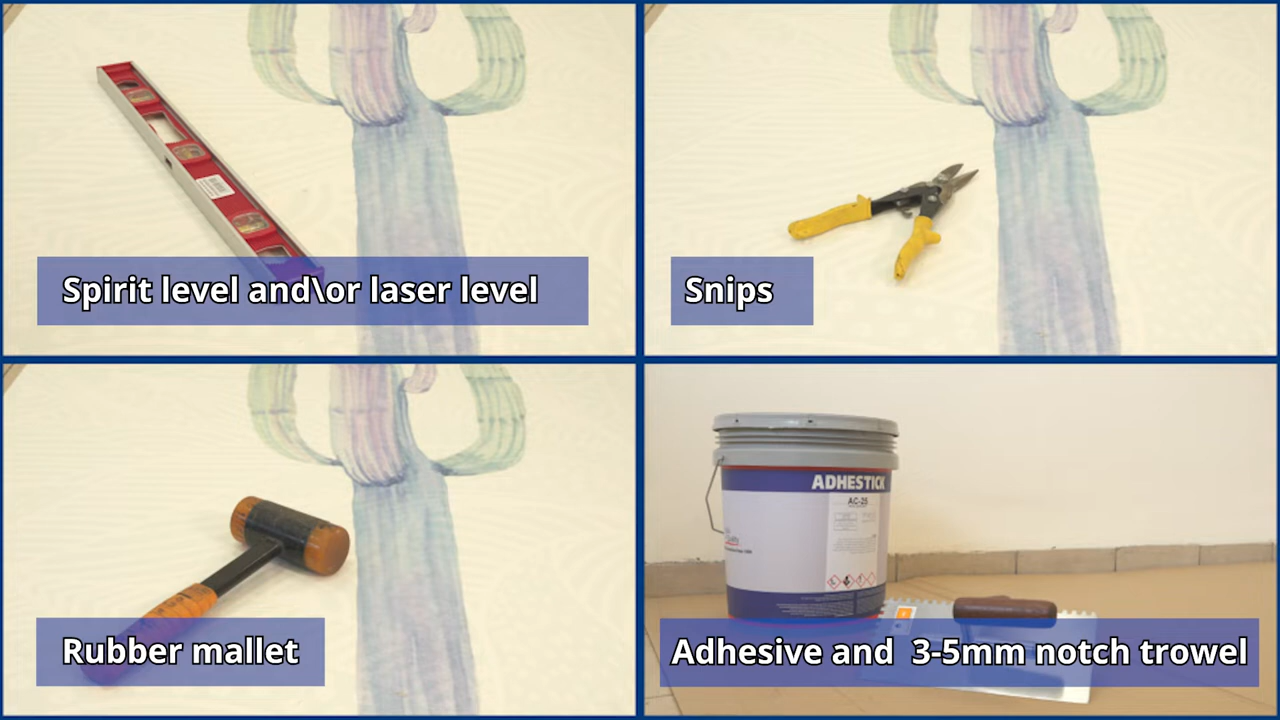 Spirit level and\or laser level
Snips
Rubber mallet
ADHESTICK
AC-25
Adhesive and  3-5mm notch trowel